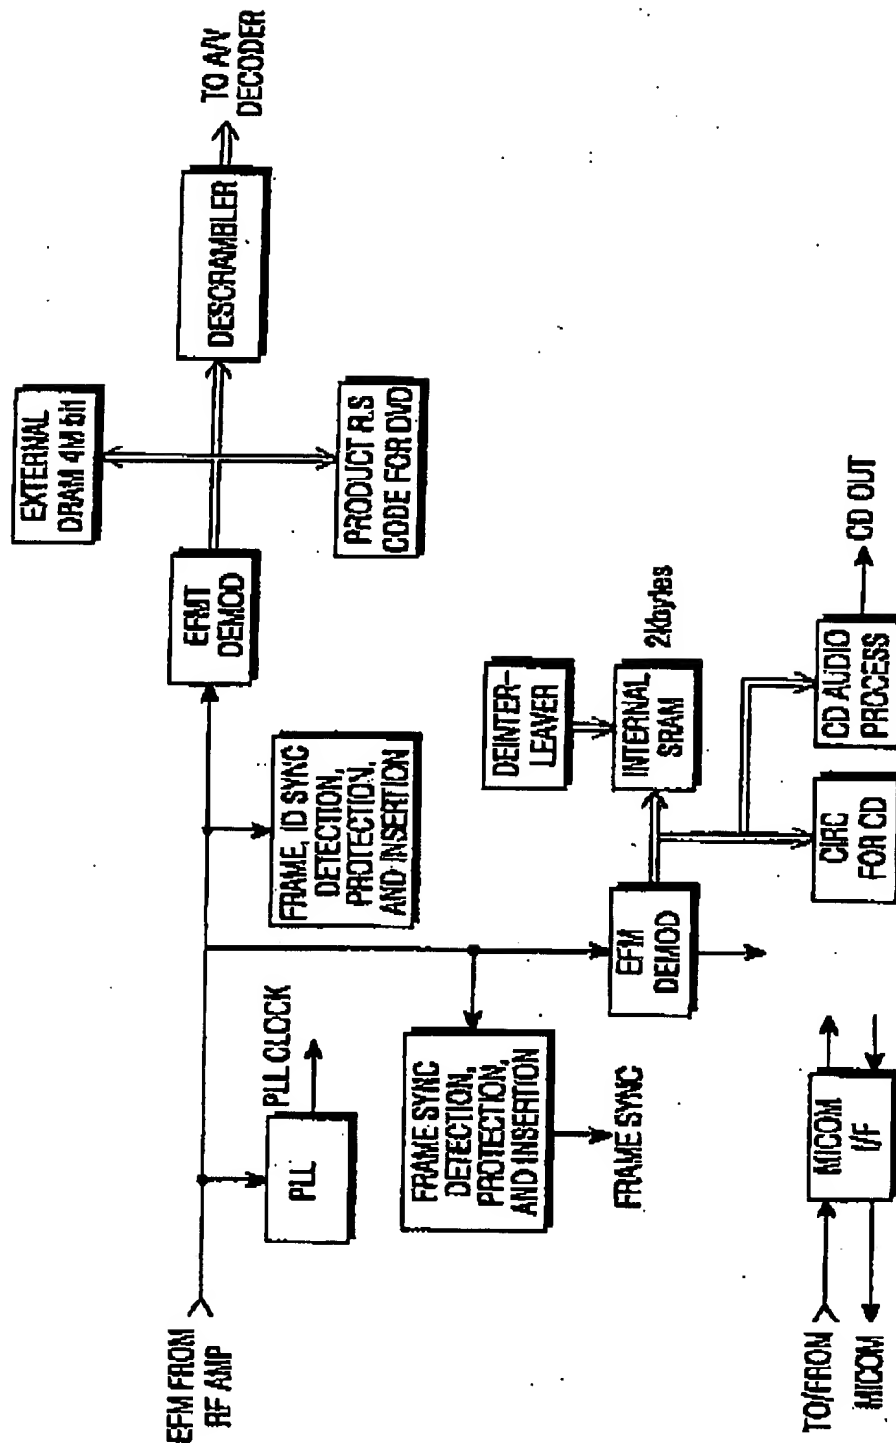 EFM FROM
RF AMP
PLL
PLL CLOCK
FRAME, ID SYNC
DETECTION,
PROTECTION,
AND INSERTION
EFMT
DEMOD
EXTERNAL
DRAM 4M bit
PRODUCT R.S
CODE FOR DVD
DESCRAMBLER
TO A/V
DECODER
FRAME SYNC
DETECTION,
PROTECTION,
AND INSERTION
FRAME SYNC
EFM
DEMOD
DEINTER-
LEAVER
INTERNAL
SRAM
2kbytes
CIRC
FOR CD
CD AUDIO
PROCESS
CD OUT
TO/FRON
MICOM
MICOM
I/F